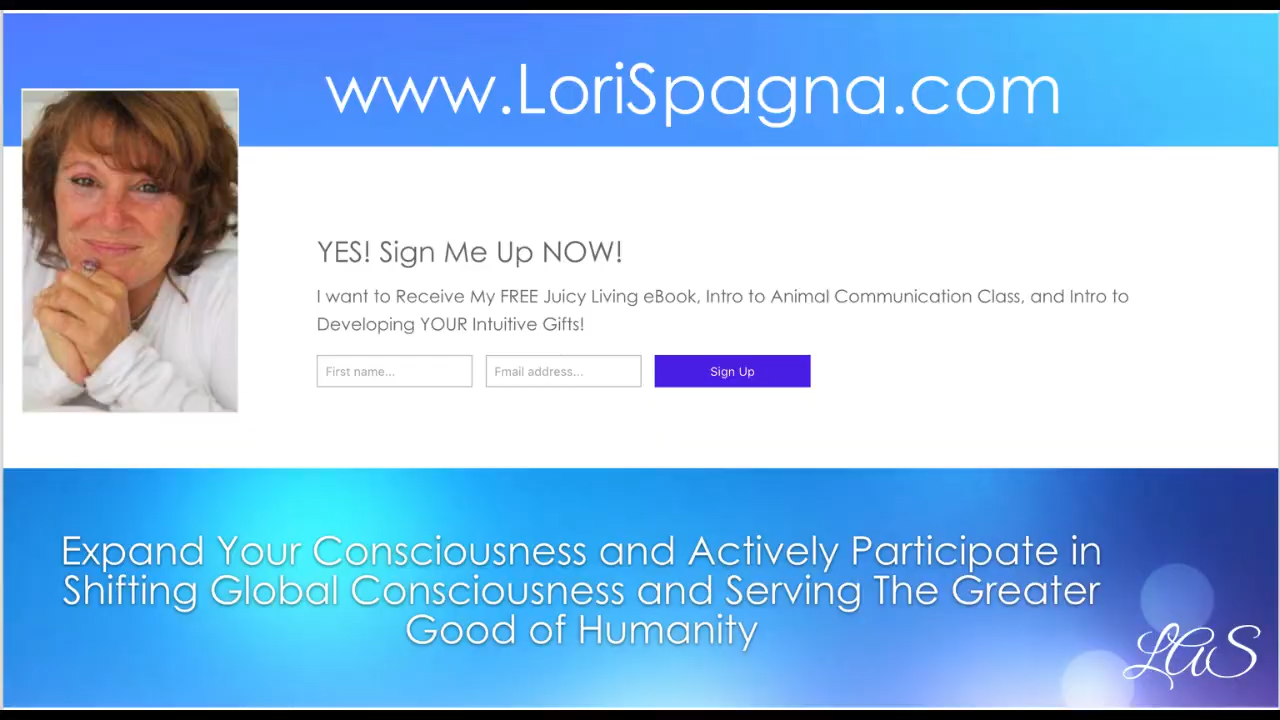 www.LoriSpagna.com
YES! Sign Me Up NOW!
I want to Receive My FREE Juicy Living eBook, Intro to Animal Communication Class, and Intro to
Developing YOUR Intuitive Gifts!
First name... Email address... Sign Up
Expand Your Consciousness and Actively Participate in
Shifting Global Consciousness and Serving The Greater
Good of Humanity
LAS